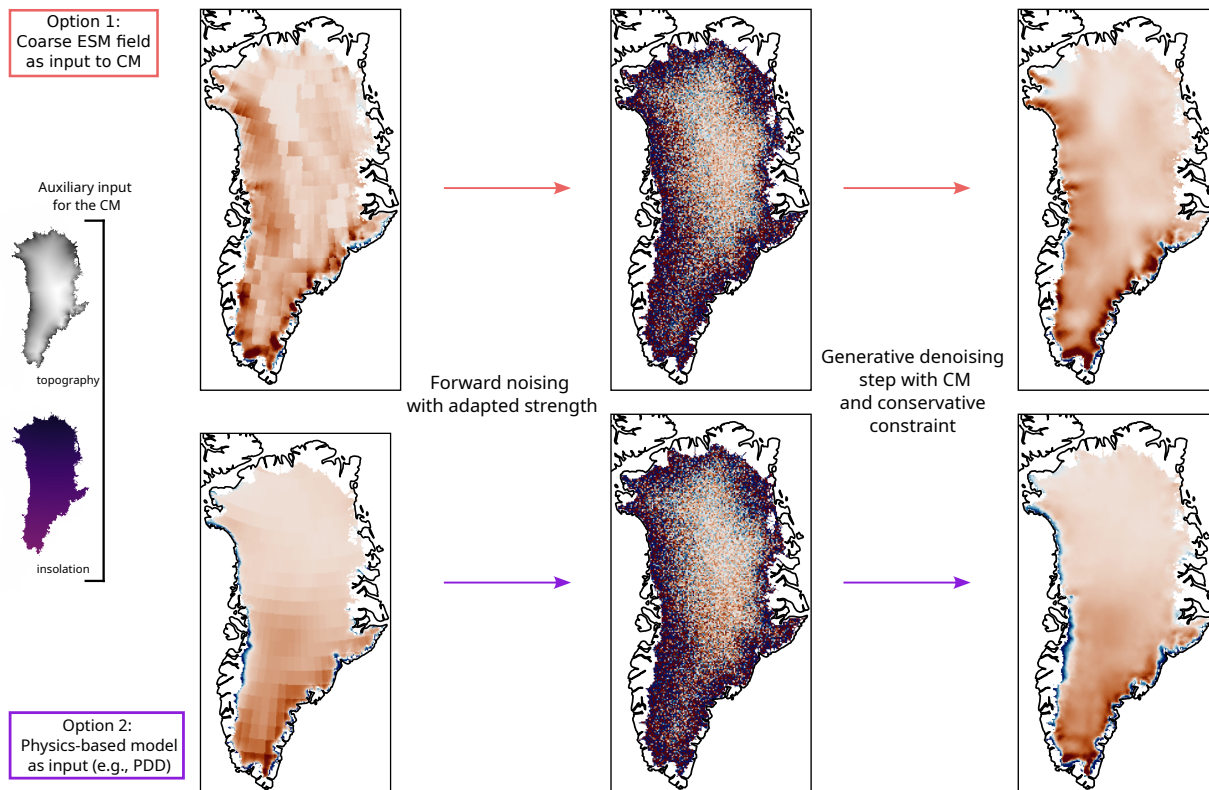 Option 1:
Coarse ESM field
as input to CM
Auxiliary input
for the CM
topography
insolation
Forward noising
with adapted strength
Generative denoising
step with CM
and conservative
constraint
Option 2:
Physics-based model
as input (e.g., PDD)